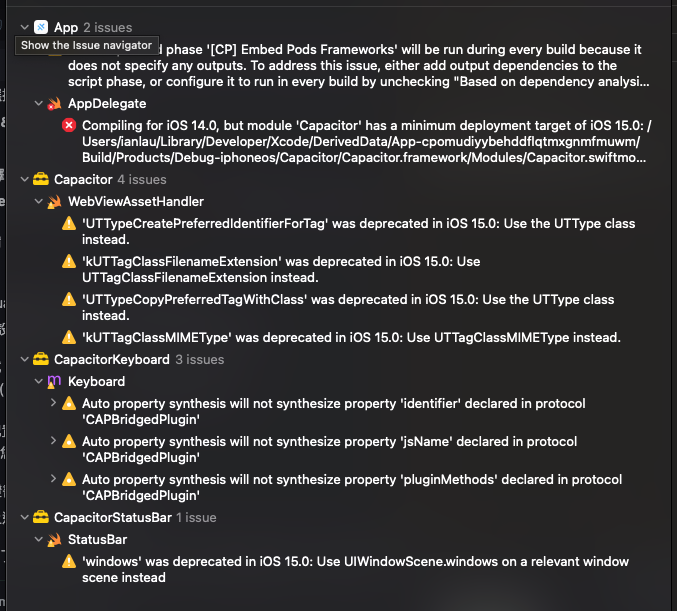 App 2 issues
Show the Issue navigator
d phase '[CP] Embed Pods Frameworks' will be run during every build because it
does not specify any outputs. To address this issue, either add output dependencies to the
script phase, or configure it to run in every build by unchecking "Based on dependency analysi...
AppDelegate
Compiling for iOS 14.0, but module 'Capacitor' has a minimum deployment target of iOS 15.0: /
Users/ianlau/Library/Developer/Xcode/DerivedData/App-cpomudiyybehddflqtmxgnmfmuwm/
Build/Products/Debug-iphoneos/Capacitor/Capacitor.framework/Modules/Capacitor.swiftmo...
Capacitor 4 issues
WebViewAssetHandler
'UTTypeCreatePreferredIdentifierForTag' was deprecated in iOS 15.0: Use the UTType class
instead.
'kUTTagClassFilenameExtension' was deprecated in iOS 15.0: Use
UTTagClassFilenameExtension instead.
'UTTypeCopyPreferredTagWithClass' was deprecated in iOS 15.0: Use the UTType class
instead.
'kUTTagClassMIMEType' was deprecated in iOS 15.0: Use UTTagClassMIMEType instead.
CapacitorKeyboard 3 issues
Keyboard
Auto property synthesis will not synthesize property 'identifier' declared in protocol
'CAPBridgedPlugin'
Auto property synthesis will not synthesize property 'jsName' declared in protocol
'CAPBridgedPlugin'
Auto property synthesis will not synthesize property 'pluginMethods' declared in protocol
'CAPBridgedPlugin'
CapacitorStatusBar 1 issue
StatusBar
'windows' was deprecated in iOS 15.0: Use UIWindowScene.windows on a relevant window
scene instead